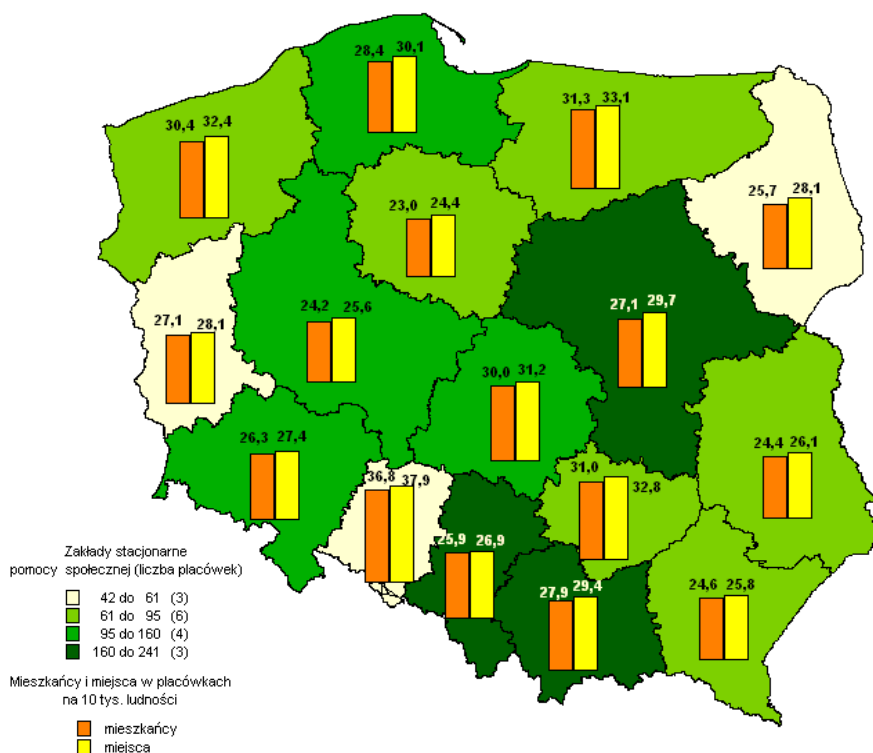 28,4 30,1
31,3 33,1
30,4 32,4
25,7 28,1
23,0 24,4
27,1 29,7
24,2 25,6
27,1 28,1
30,0 31,2
26,3 27,4
24,4 26,1
31,0 32,8
36,8 37,9
25,9 26,9
27,9 29,4
24,6 25,8
Zakłady stacjonarne
pomocy społecznej (liczba placówek)
42 do 61 (3)
61 do 95 (6)
95 do 160 (4)
160 do 241 (3)
Mieszkańcy i miejsca w placówkach
na 10 tys. ludności
mieszkańcy
miejsca